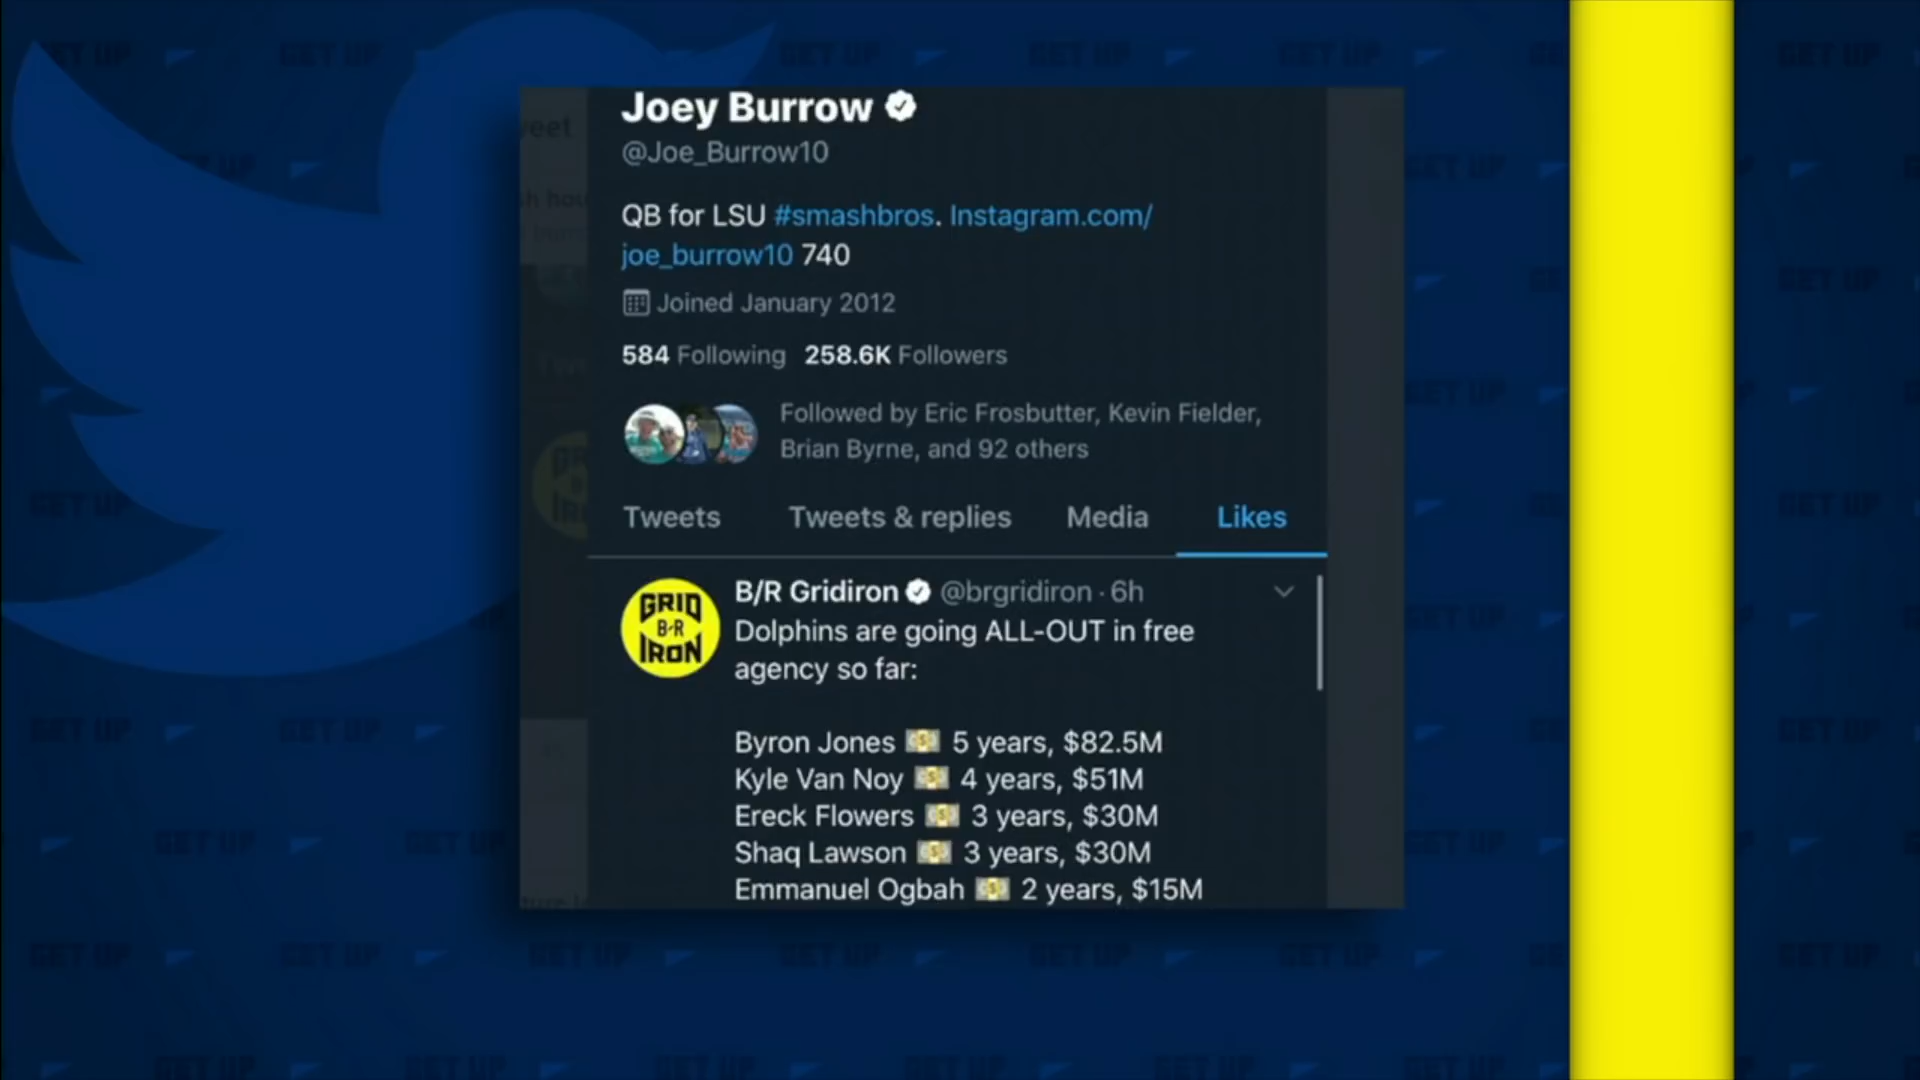 Joey Burrow
@Joe_Burrow10
QB for LSU #smashbros. Instagram.com/
joe_burrow10 740
Joined January 2012
584 Following 258.6K Followers
Followed by Eric Frosbutter, Kevin Fielder,
Brian Byrne, and 92 others
Tweets Tweets & replies Media Likes
GRID
B/R
IRON
B/R Gridiron @brgridiron · 6h
Dolphins are going ALL-OUT in free
agency so far:
Byron Jones 💵 5 years, $82.5M
Kyle Van Noy 💵 4 years, $51M
Ereck Flowers 💵 3 years, $30M
Shaq Lawson 💵 3 years, $30M
Emmanuel Ogbah 💵 2 years, $15M
GET UP